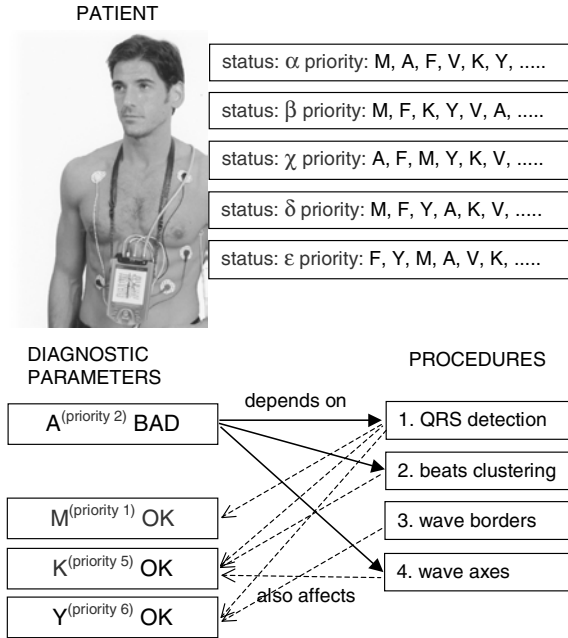 PATIENT
status: α priority: M, A, F, V, K, Y, .....
status: β priority: M, F, K, Y, V, A, .....
status: χ priority: A, F, M, Y, K, V, .....
status: δ priority: M, F, Y, A, K, V, .....
status: ε priority: F, Y, M, A, V, K, .....
DIAGNOSTIC
PARAMETERS
PROCEDURES
A(priority 2) BAD
depends on
1. QRS detection
2. beats clustering
M(priority 1) OK
3. wave borders
K(priority 5) OK
4. wave axes
also affects
Y(priority 6) OK